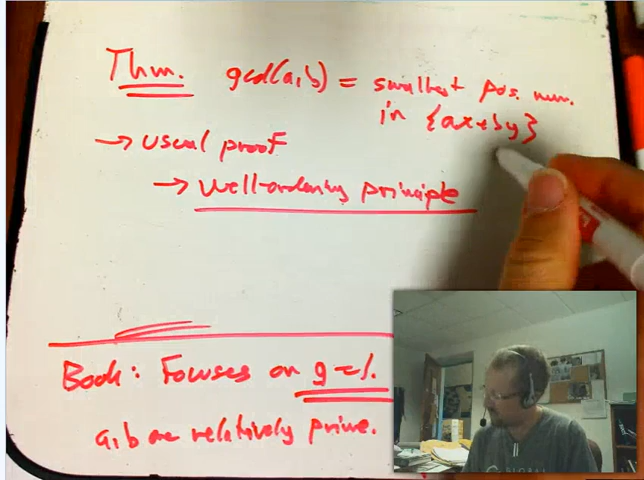 Thm. gcd(a,b) = smallest pos. num.
in {ax+by}
→ usual proof
→ well-ordering principle
Book: Focuses on g=1.
a,b are relatively prime.
GLOBAL